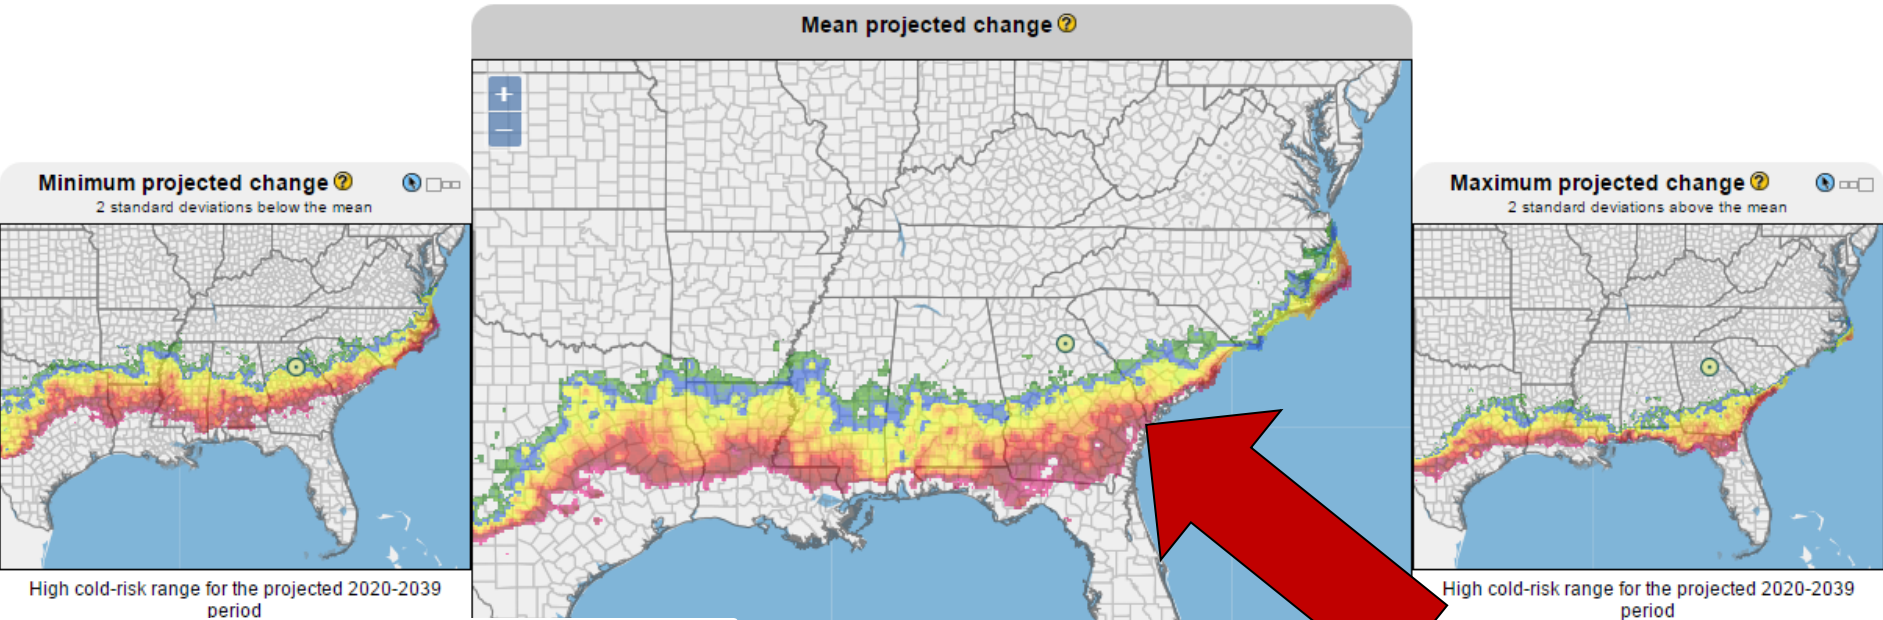 Mean projected change ?
+
−
Minimum projected change ?
2 standard deviations below the mean
High cold-risk range for the projected 2020-2039
period
Maximum projected change ?
2 standard deviations above the mean
High cold-risk range for the projected 2020-2039
period